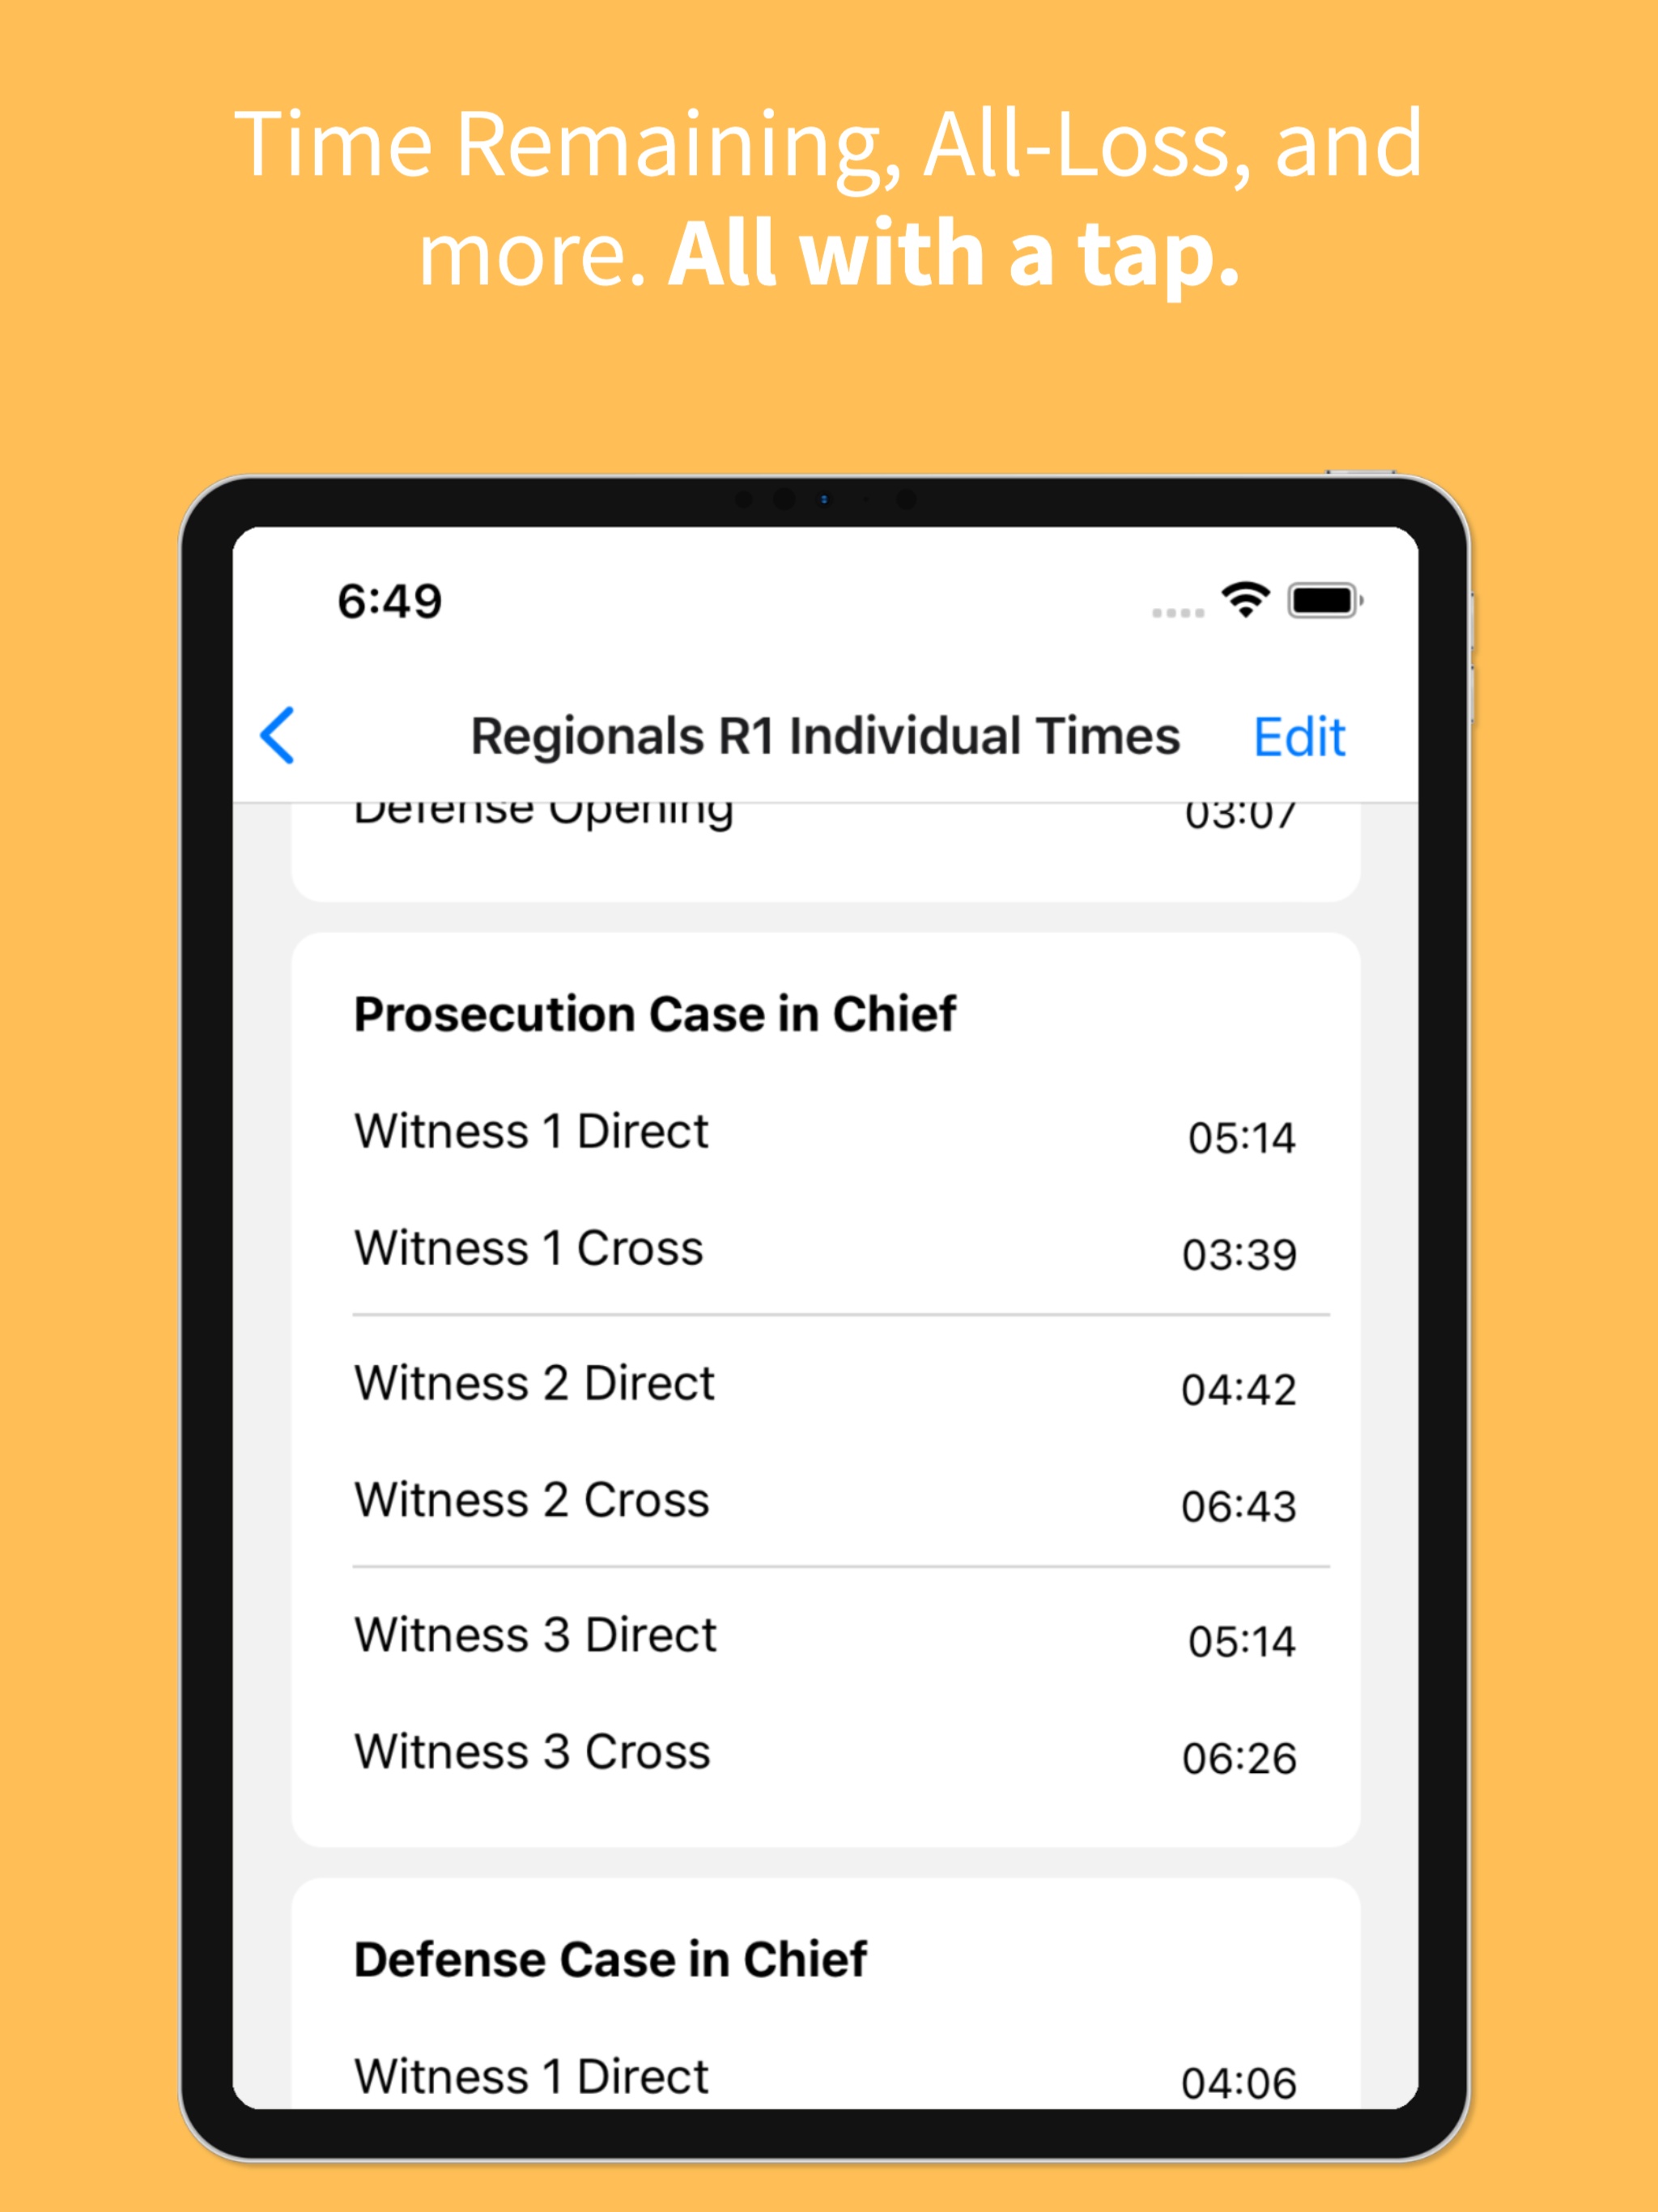 Time Remaining, All-Loss, and
more. All with a tap.
6:49
Regionals R1 Individual Times Edit
Defense Opening 03:07
Prosecution Case in Chief
Witness 1 Direct 05:14
Witness 1 Cross 03:39
Witness 2 Direct 04:42
Witness 2 Cross 06:43
Witness 3 Direct 05:14
Witness 3 Cross 06:26
Defense Case in Chief
Witness 1 Direct 04:06